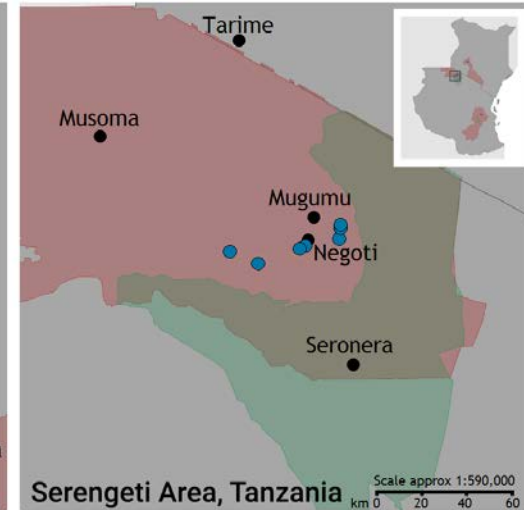 Tarime
Musoma
Mugumu
Negoti
Seronera
Serengeti Area, Tanzania
Scale approx 1:590,000
km 0 20 40 60